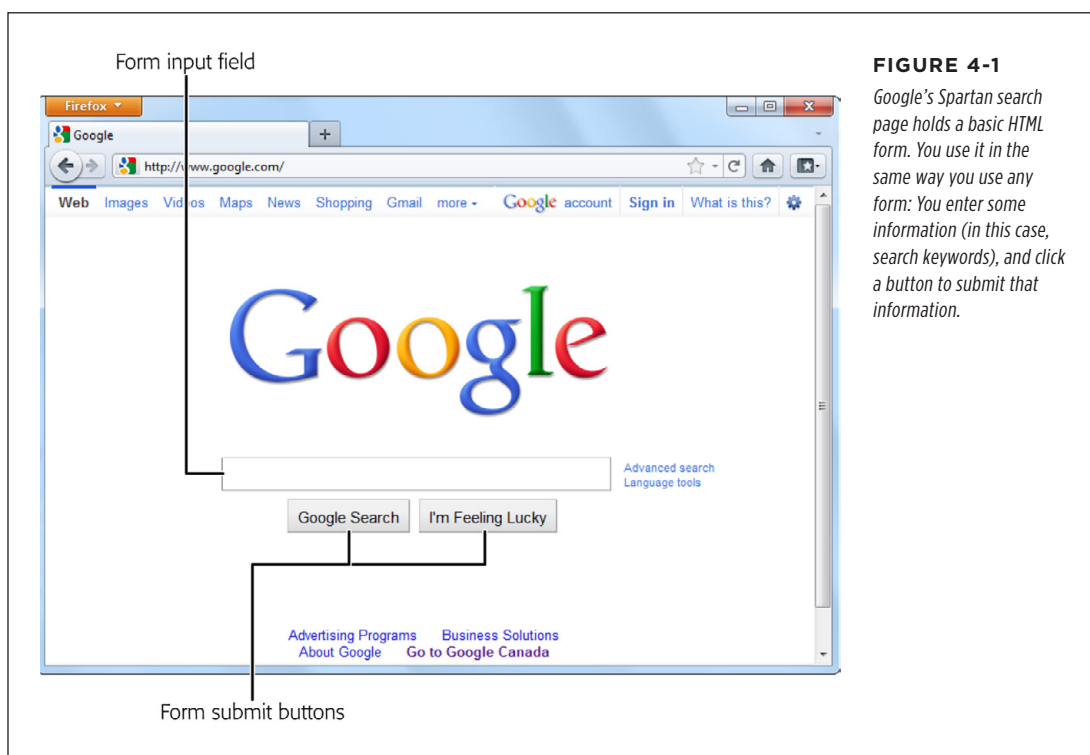 Form input field
FIGURE 4-1
Google's Spartan search
page holds a basic HTML
form. You use it in the
same way you use any
form: You enter some
information (in this case,
search keywords), and click
a button to submit that
information.
Firefox
Google
http://www.google.com/
Web Images Videos Maps News Shopping Gmail more Google account Sign in What is this?
Google
Advanced search
Language tools
Google Search I'm Feeling Lucky
Advertising Programs Business Solutions
About Google Go to Google Canada
Form submit buttons